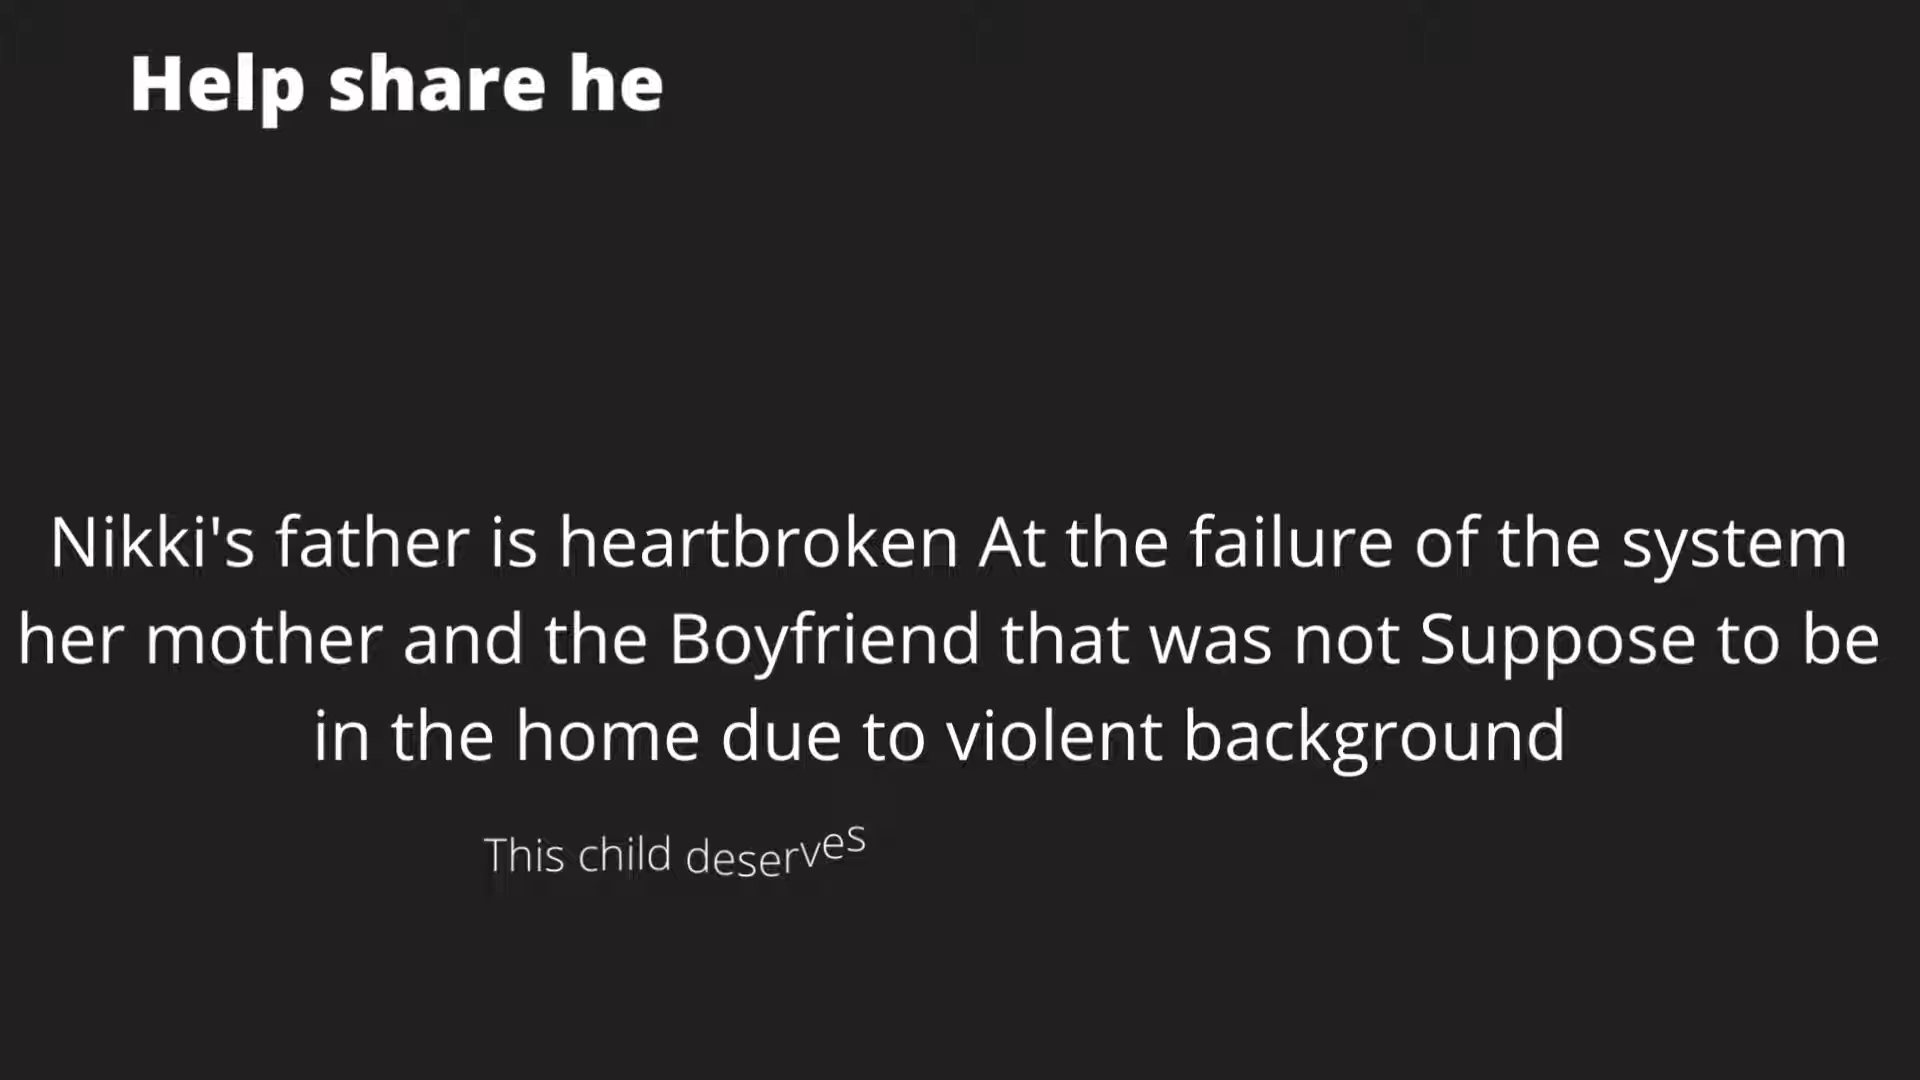 Help share he
Nikki's father is heartbroken At the failure of the system
her mother and the Boyfriend that was not Suppose to be
in the home due to violent background
This child deserves